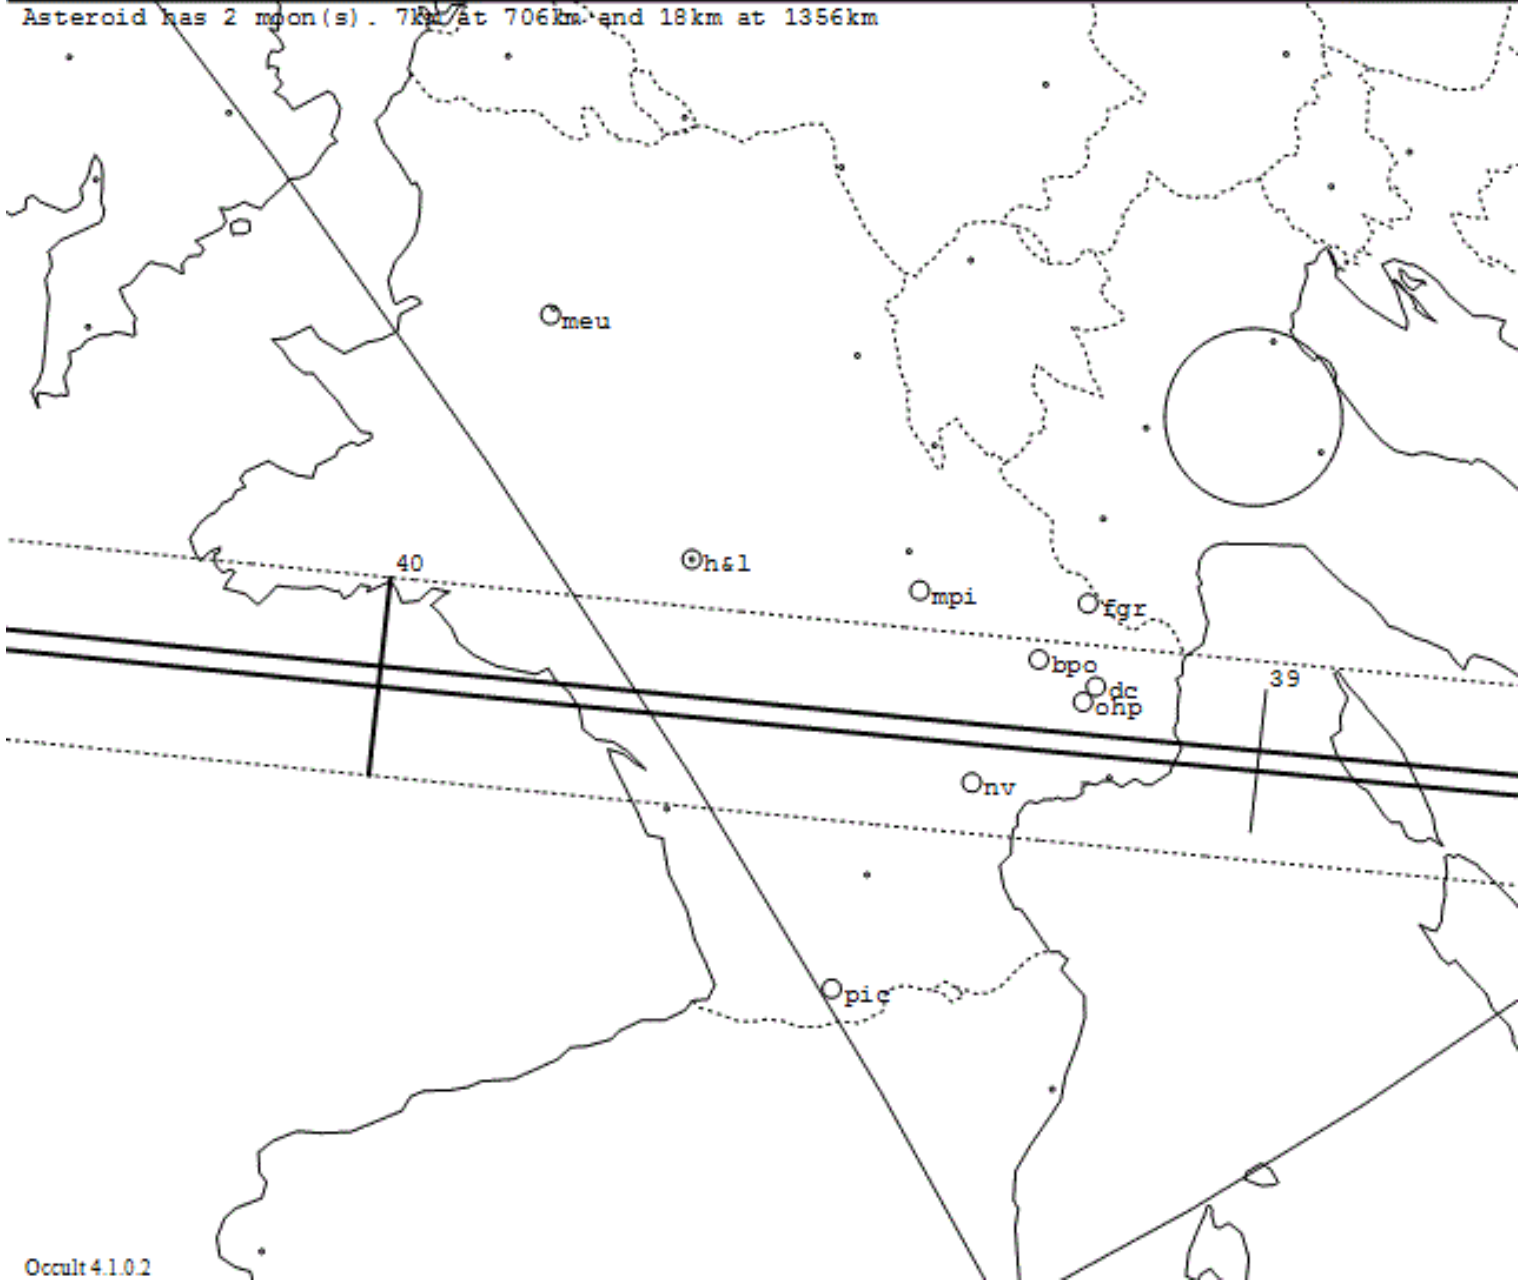 Asteroid has 2 moon(s). 7km at 706km and 18km at 1356km
meu
40
h&l
mpi
fgr
bpo
39
dc
ohp
nv
pic
Occult 4.1.0.2